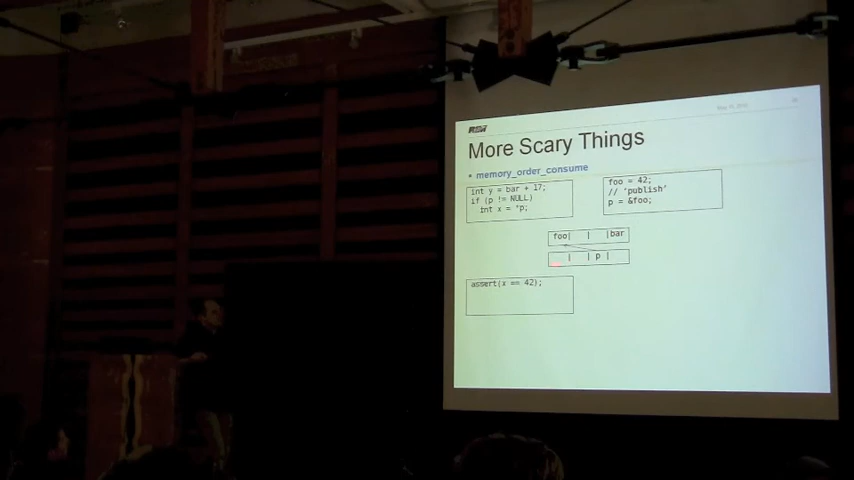 More Scary Things
• memory_order_consume
int y = bar + 17;
if (p != NULL)
int x = *p;
foo = 42;
// 'publish'
p = &foo;
foo| | |bar
| | p |
assert(x == 42);